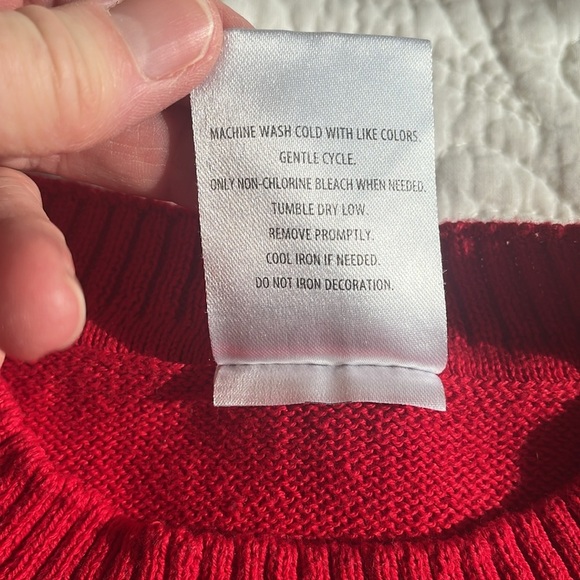 MACHINE WASH COLD WITH LIKE COLORS.
GENTLE CYCLE.
ONLY NON-CHLORINE BLEACH WHEN NEEDED.
TUMBLE DRY LOW.
REMOVE PROMPTLY.
COOL IRON IF NEEDED.
DO NOT IRON DECORATION.